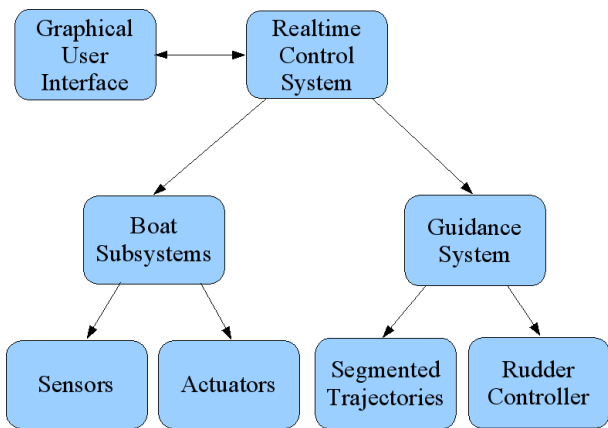 Graphical
User
Interface
Realtime
Control
System
Boat
Subsystems
Guidance
System
Sensors
Actuators
Segmented
Trajectories
Rudder
Controller